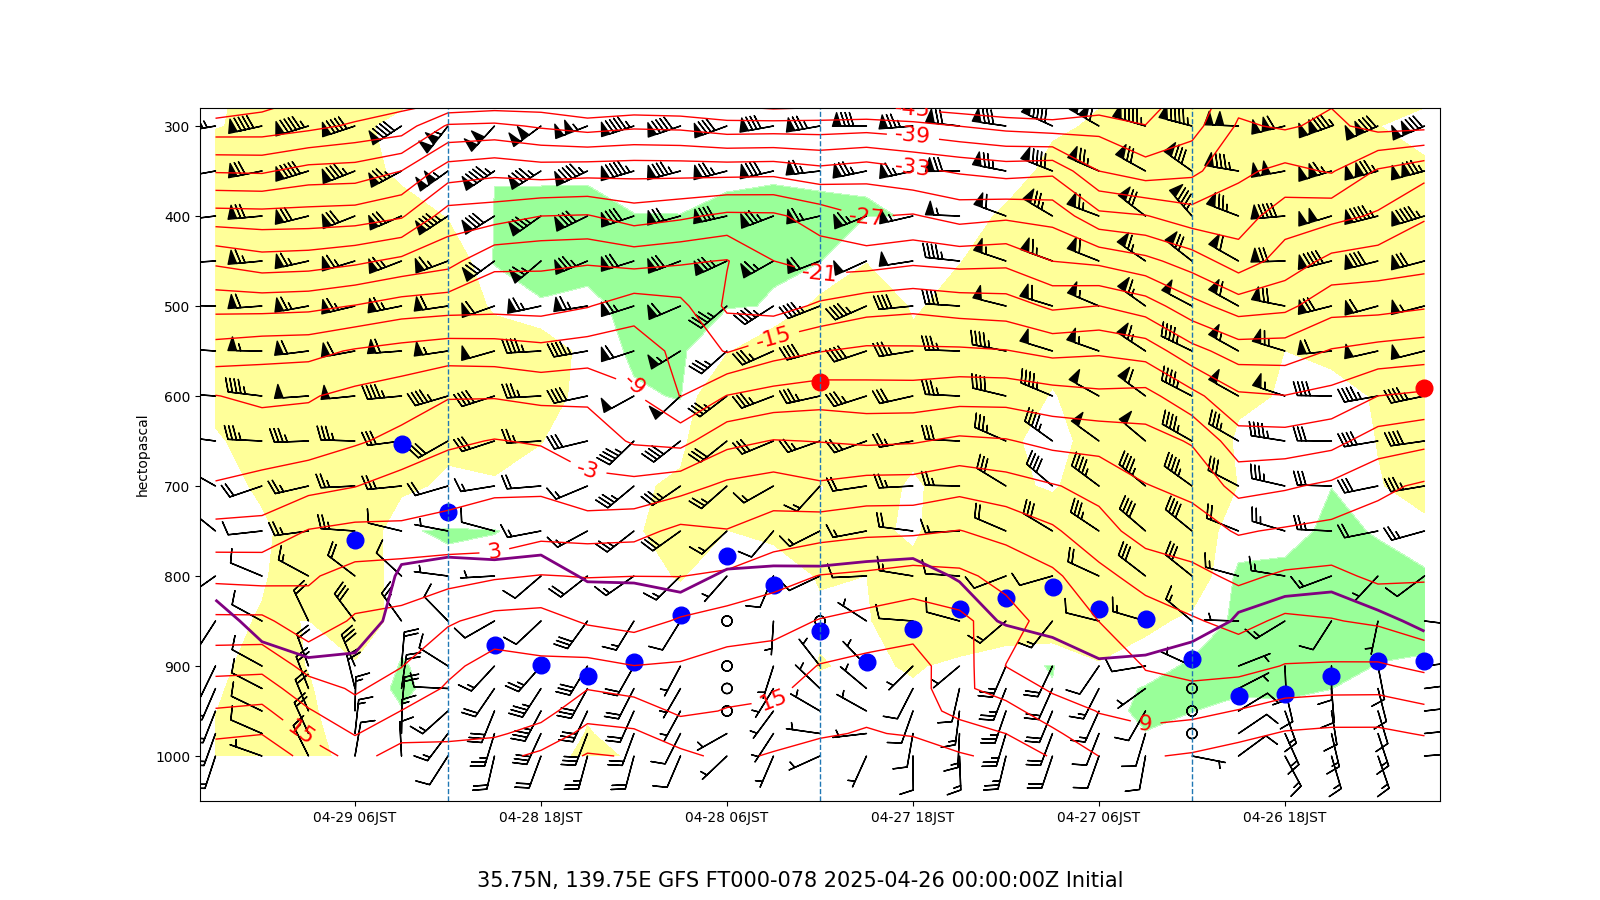 -45
300
-39
-33
400
-27
-21
500
-15
600
-9
hectopascal
-3
700
3
800
900
15
9
15
1000
04-29 06JST
04-28 18JST
04-28 06JST
04-27 18JST
04-27 06JST
04-26 18JST
35.75N, 139.75E GFS FT000-078 2025-04-26 00:00:00Z Initial